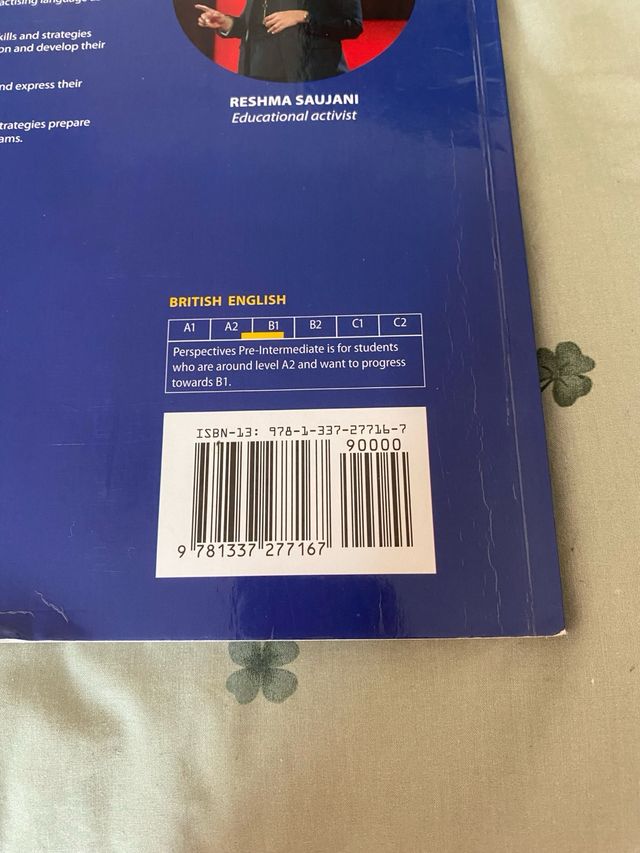 actising language
kills and strategies
on and develop their
nd express their
trategies prepare
ams.
RESHMA SAUJANI
Educational activist
BRITISH ENGLISH
A1 A2 B1 B2 C1 C2
Perspectives Pre-Intermediate is for students
who are around level A2 and want to progress
towards B1.
ISBN-13: 978-1-337-27716-7
90000
9 781337 277167